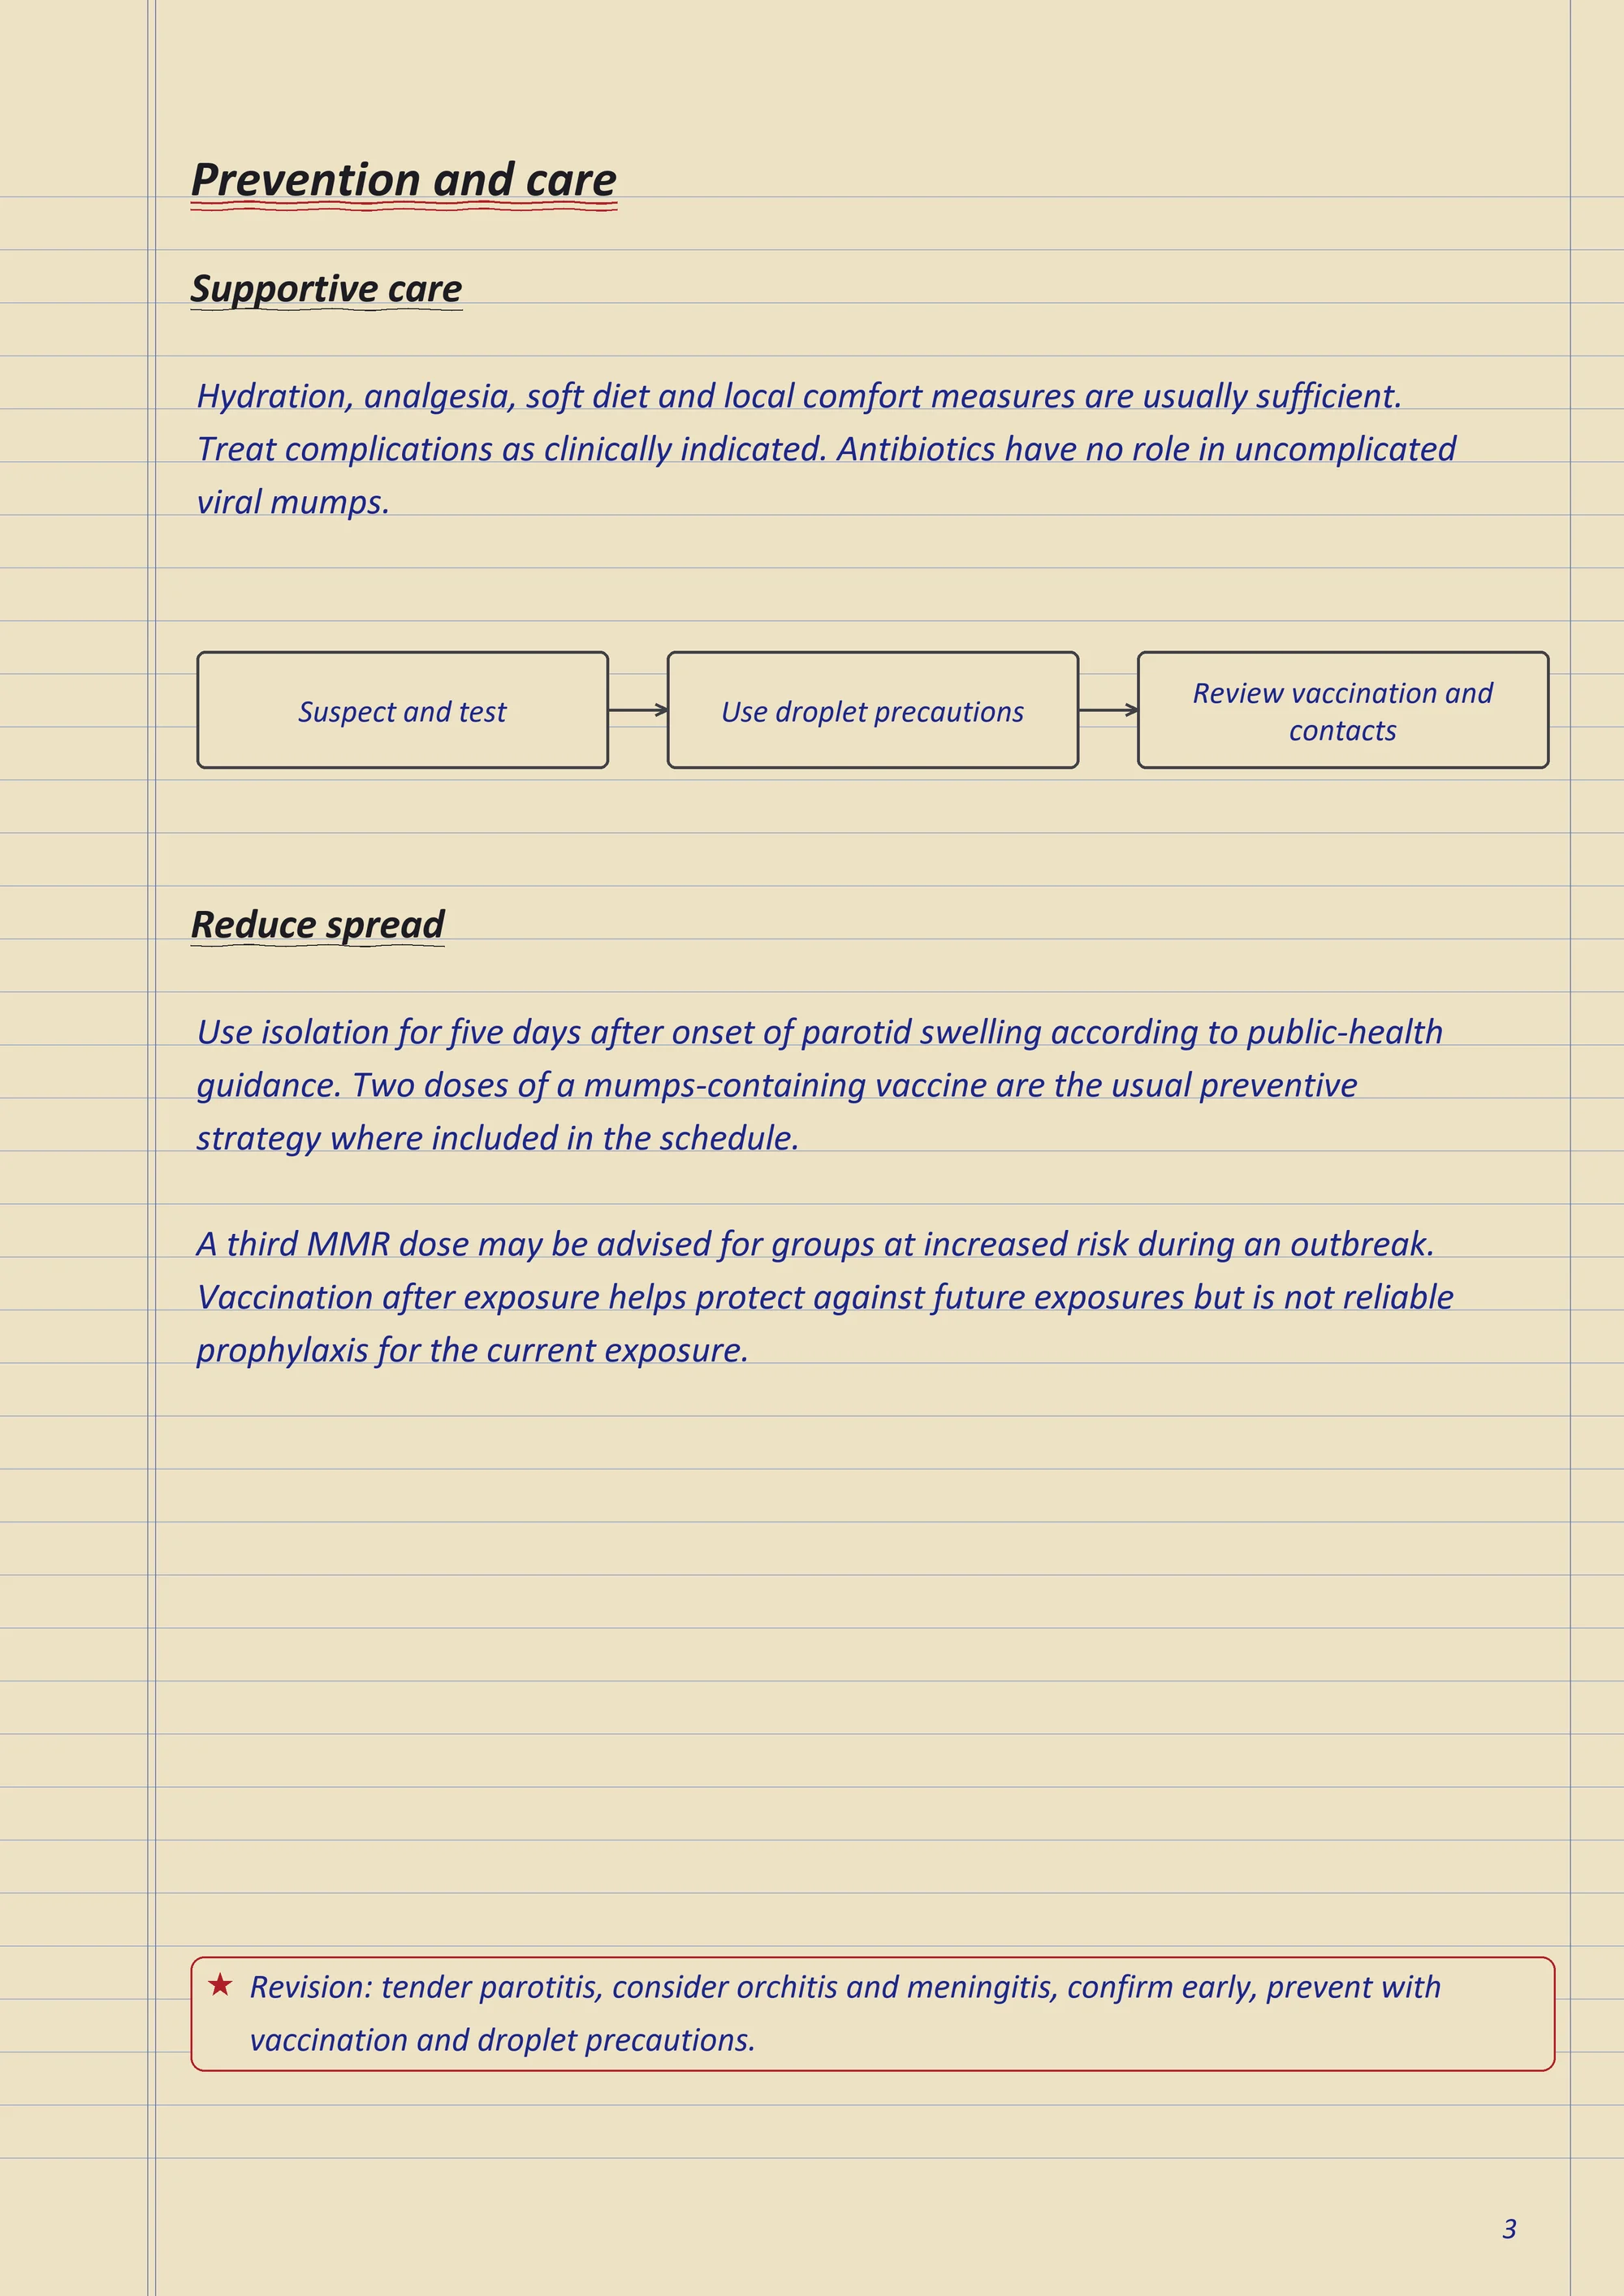 Prevention and care
Supportive care
Hydration, analgesia, soft diet and local comfort measures are usually sufficient.
Treat complications as clinically indicated. Antibiotics have no role in uncomplicated
viral mumps.
Suspect and test
Use droplet precautions
Review vaccination and
contacts
Reduce spread
Use isolation for five days after onset of parotid swelling according to public-health
guidance. Two doses of a mumps-containing vaccine are the usual preventive
strategy where included in the schedule.
A third MMR dose may be advised for groups at increased risk during an outbreak.
Vaccination after exposure helps protect against future exposures but is not reliable
prophylaxis for the current exposure.
★ Revision: tender parotitis, consider orchitis and meningitis, confirm early, prevent with
vaccination and droplet precautions.
3